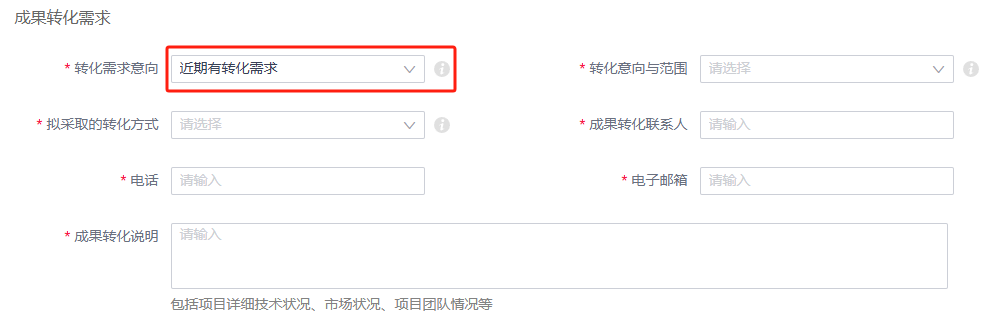 成果转化需求
* 转化需求意向 近期有转化需求 * 转化意向与范围 请选择
* 拟采取的转化方式 请选择 * 成果转化联系人 请输入
* 电话 请输入 * 电子邮箱 请输入
* 成果转化说明 请输入
包括项目详细技术状况、市场状况、项目团队情况等